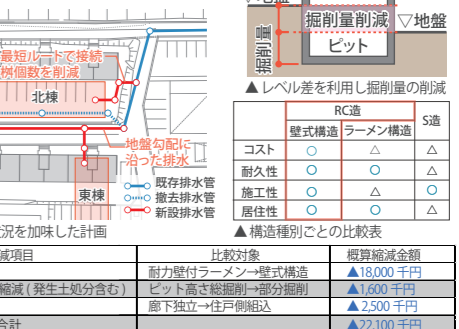 最短ルートで接続
桝個数を削減
北棟
地盤勾配に
沿った排水
東棟
既存排水管
撤去排水管
新設排水管
況を加味した計画
掘削量
掘削量削減
▽地盤
ピット
▲レベル差を利用し掘削量の削減
RC造 S造
壁式構造 ラーメン構造
コスト ○ △ △
耐久性 ○ ○ △
施工性 ○ △ ○
居住性 ○ ○ △
▲構造種別ごとの比較表
減項目 比較対象 概算縮減金額
耐力壁付ラーメン→壁式構造 ▲18,000 千円
縮減(発生土処分含む) ピット高さ総掘削→部分掘削 ▲1,600 千円
廊下独立→住戸側組込 ▲2,500 千円
合計 ▲22,100 千円